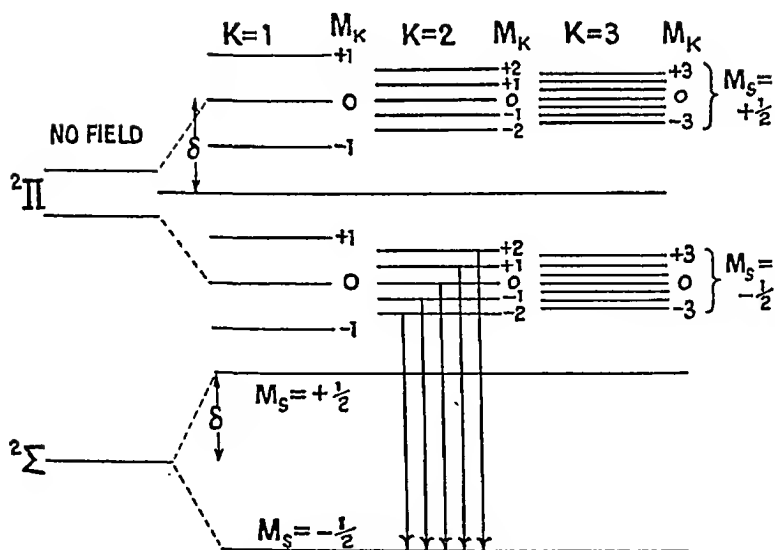 K=1 M_K K=2 M_K K=3 M_K
+1 +2 +3
+1
0 0 0
-1
-1 -2 -3
M_S= +1/2
NO FIELD
δ
²Π
+1 +2 +3
+1
0 0 0
-1
-1 -2 -3
M_S= -1/2
M_S=+1/2
δ
²Σ
M_S=-1/2